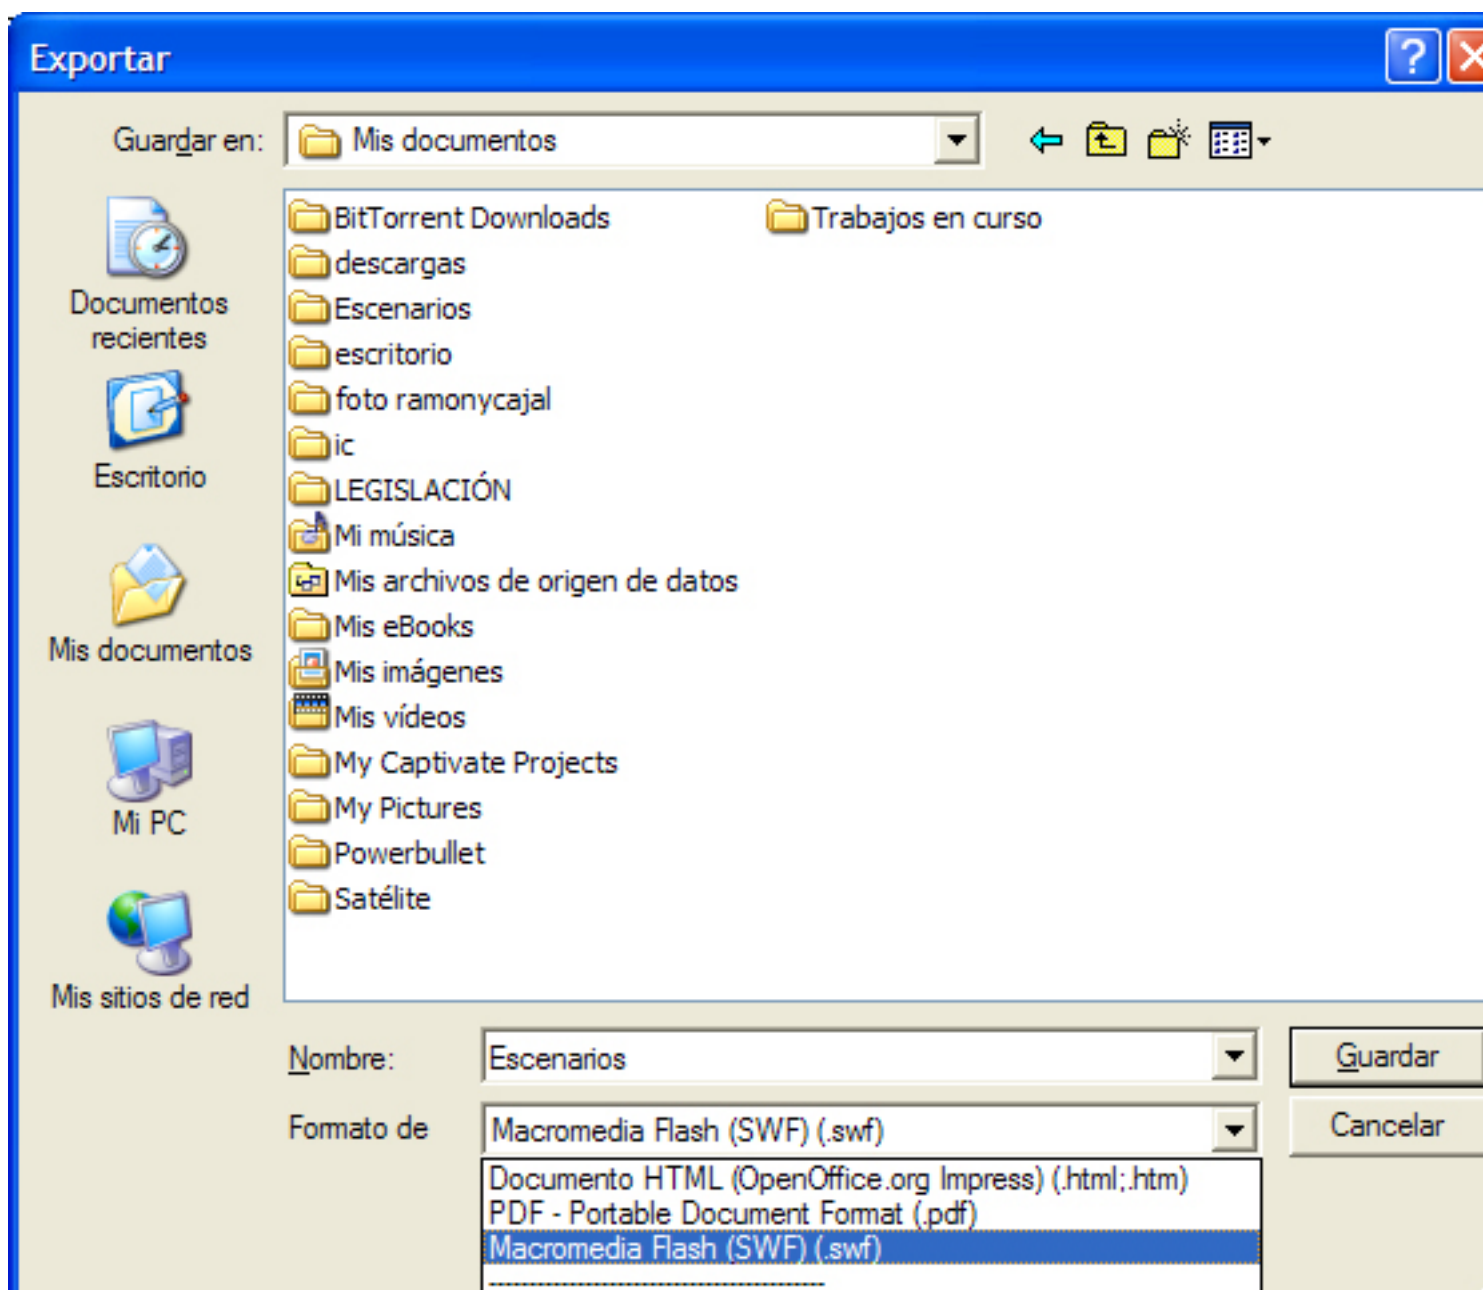 Exportar
Guardar en: Mis documentos
BitTorrent Downloads
descargas
Escenarios
escritorio
foto ramonycajal
ic
LEGISLACIÓN
Mi música
Mis archivos de origen de datos
Mis eBooks
Mis imágenes
Mis vídeos
My Captivate Projects
My Pictures
Powerbullet
Satélite
Trabajos en curso
Documentos
recientes
Escritorio
Mis documentos
Mi PC
Mis sitios de red
Nombre: Escenarios Guardar
Formato de Macromedia Flash (SWF) (.swf) Cancelar
Documento HTML (OpenOffice.org Impress) (.html;.htm)
PDF - Portable Document Format (.pdf)
Macromedia Flash (SWF) (.swf)